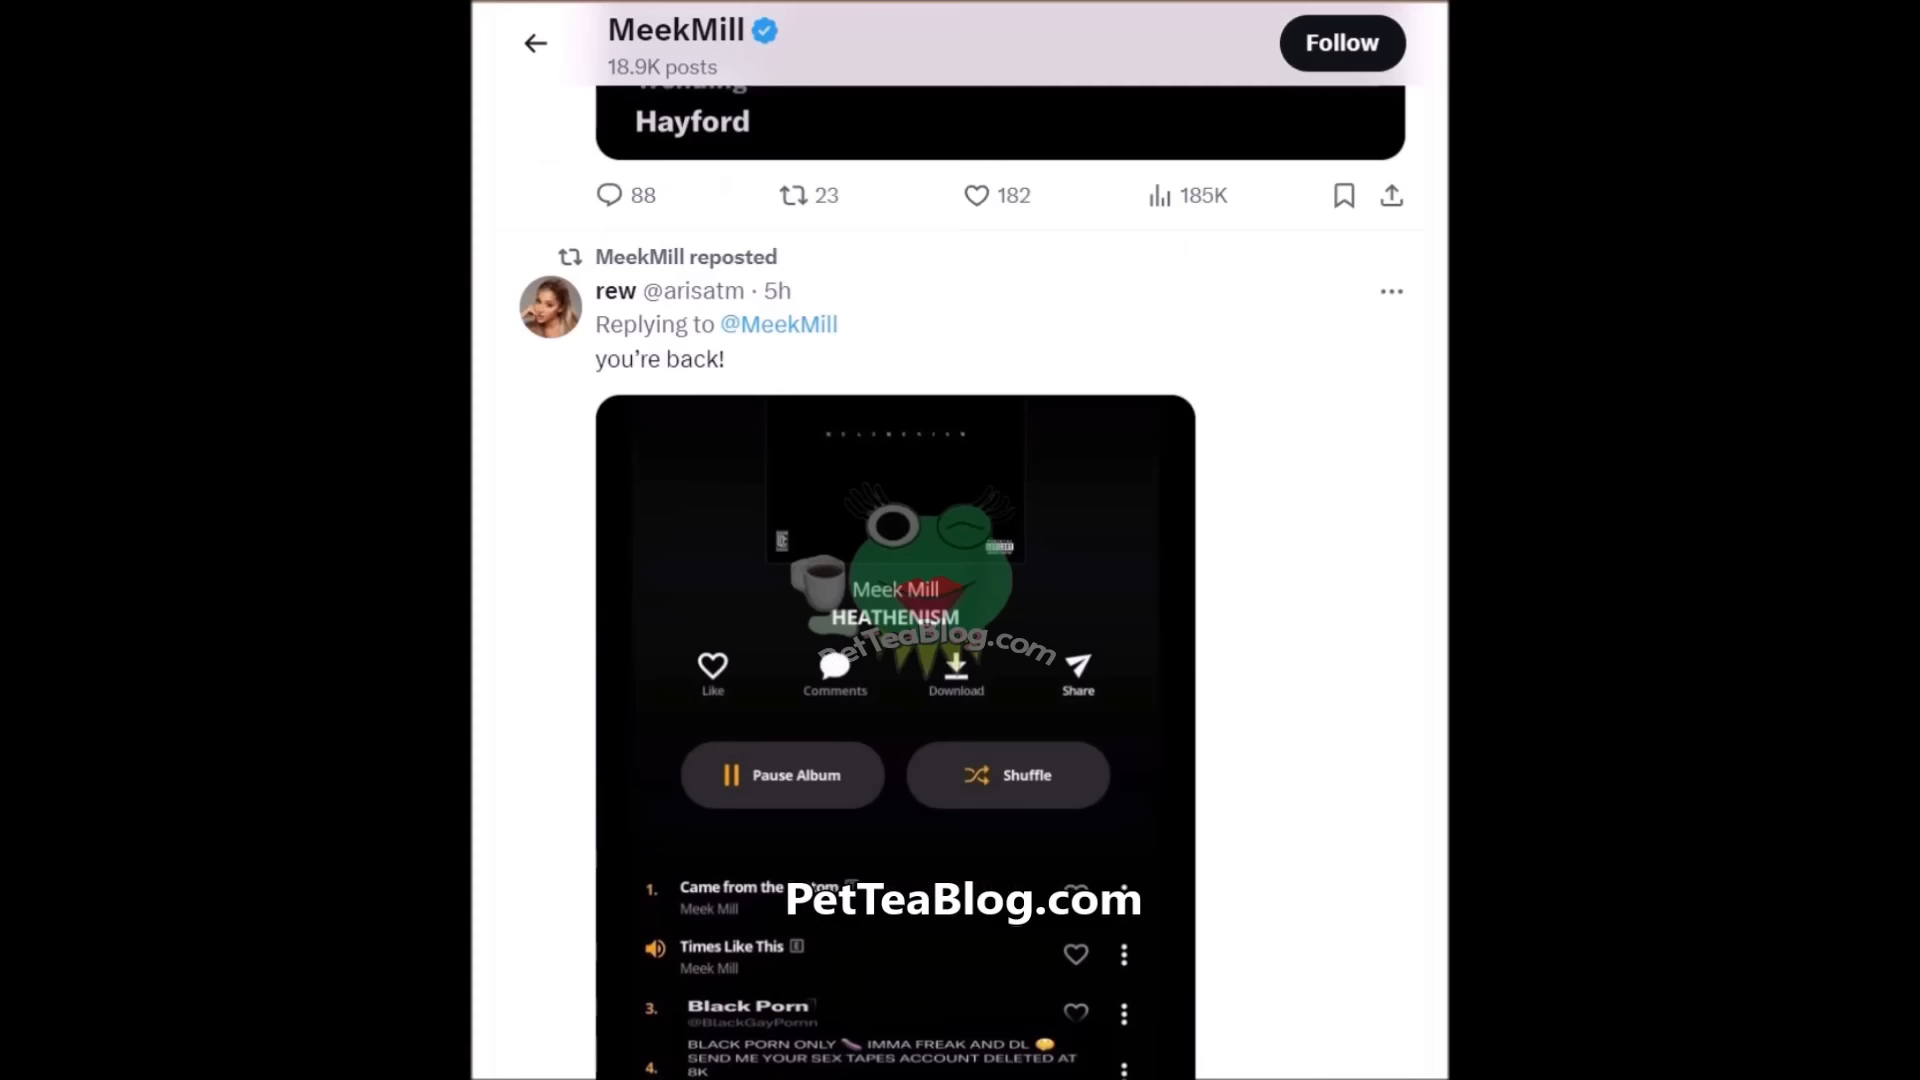 MeekMill
18.9K posts
Follow
Trending
Hayford
88
23
182
185K
MeekMill reposted
rew @arisatm · 5h
Replying to @MeekMill
you’re back!
HEATHENISM
Meek Mill
HEATHENISM
PetTeaBlog.com
Like
Comments
Download
Share
Pause Album
Shuffle
1. Came from the
PetTeaBlog.com
Meek Mill
Times Like This E
Meek Mill
3. Black Porn
@BlackGayPornn
BLACK PORN ONLY 🍆 IMMA FREAK AND DL 🤭
SEND ME YOUR SEX TAPES ACCOUNT DELETED AT
4. 8K